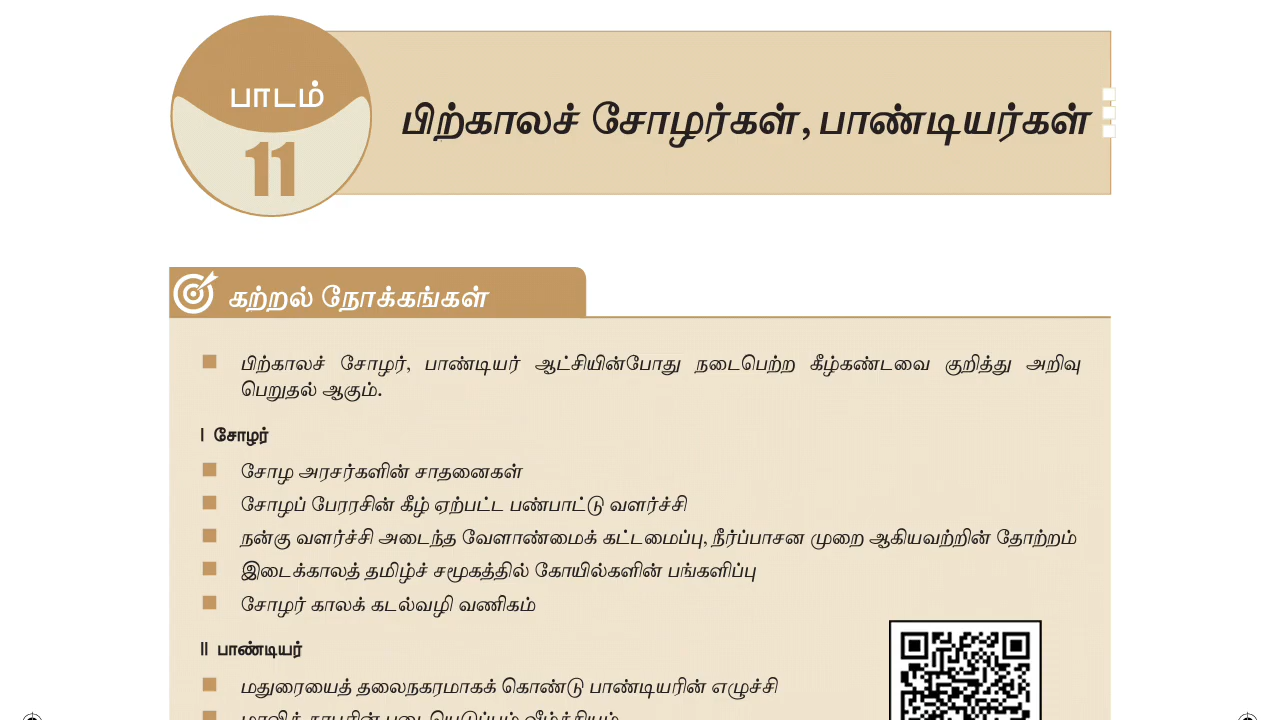 பாடம்
11
பிற்காலச் சோழர்கள், பாண்டியர்கள்
கற்றல் நோக்கங்கள்
பிற்காலச் சோழர், பாண்டியர் ஆட்சியின்போது நடைபெற்ற கீழ்கண்டவை குறித்து அறிவு
பெறுதல் ஆகும்.
I சோழர்
சோழ அரசர்களின் சாதனைகள்
சோழப் பேரரசின் கீழ் ஏற்பட்ட பண்பாட்டு வளர்ச்சி
நன்கு வளர்ச்சி அடைந்த வேளாண்மைக் கட்டமைப்பு, நீர்ப்பாசன முறை ஆகியவற்றின் தோற்றம்
இடைக்காலத் தமிழ்ச் சமூகத்தில் கோயில்களின் பங்களிப்பு
சோழர் காலக் கடல்வழி வணிகம்
II பாண்டியர்
மதுரையைத் தலைநகரமாகக் கொண்டு பாண்டியரின் எழுச்சி